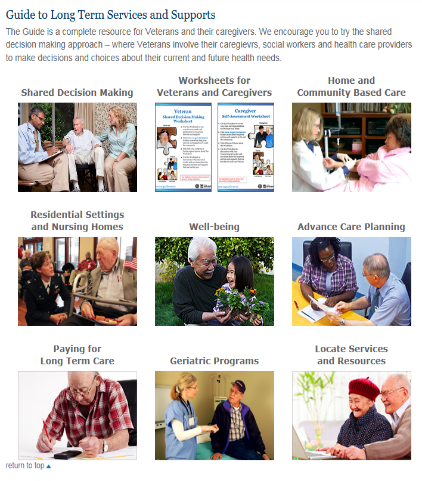 Guide to Long Term Services and Supports
The Guide is a complete resource for Veterans and their caregivers. We encourage you to try the shared
decision making approach – where Veterans involve their caregievrs, social workers and health care providers
to make decisions and choices about their current and future health needs.
Shared Decision Making
Worksheets for
Veterans and Caregivers
Home and
Community Based Care
Veteran
Shared Decision Making
Worksheet
Caregiver
Self-Assessment Worksheet
Residential Settings
and Nursing Homes
Well-being
Advance Care Planning
Paying for
Long Term Care
Geriatric Programs
Locate Services
and Resources
return to top